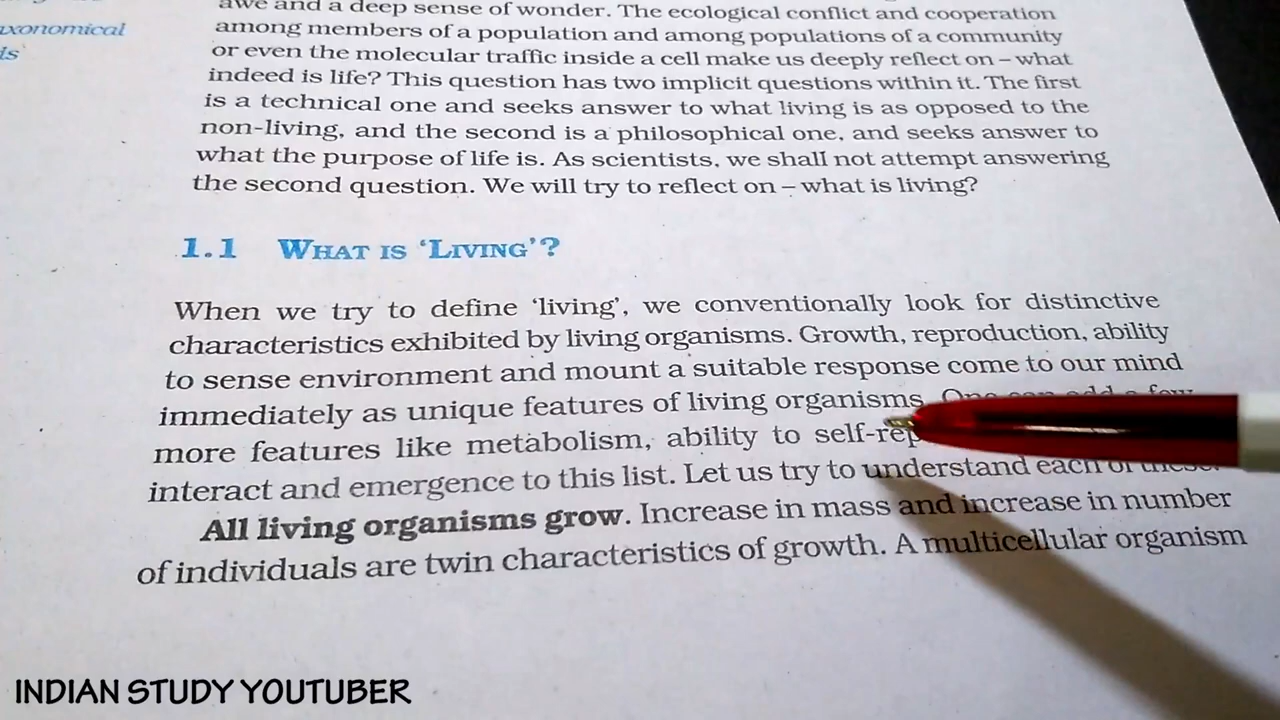 uxonomical
is
awe and a deep sense of wonder. The ecological conflict and cooperation
among members of a population and among populations of a community
or even the molecular traffic inside a cell make us deeply reflect on – what
indeed is life? This question has two implicit questions within it. The first
is a technical one and seeks answer to what living is as opposed to the
non-living, and the second is a philosophical one, and seeks answer to
what the purpose of life is. As scientists, we shall not attempt answering
the second question. We will try to reflect on – what is living?
1.1 WHAT IS ‘LIVING’?
When we try to define ‘living’, we conventionally look for distinctive
characteristics exhibited by living organisms. Growth, reproduction, ability
to sense environment and mount a suitable response come to our mind
immediately as unique features of living organisms. One can add a few
more features like metabolism, ability to self-rep
interact and emergence to this list. Let us try to understand each of these.
All living organisms grow. Increase in mass and increase in number
of individuals are twin characteristics of growth. A multicellular organism
INDIAN STUDY YOUTUBER